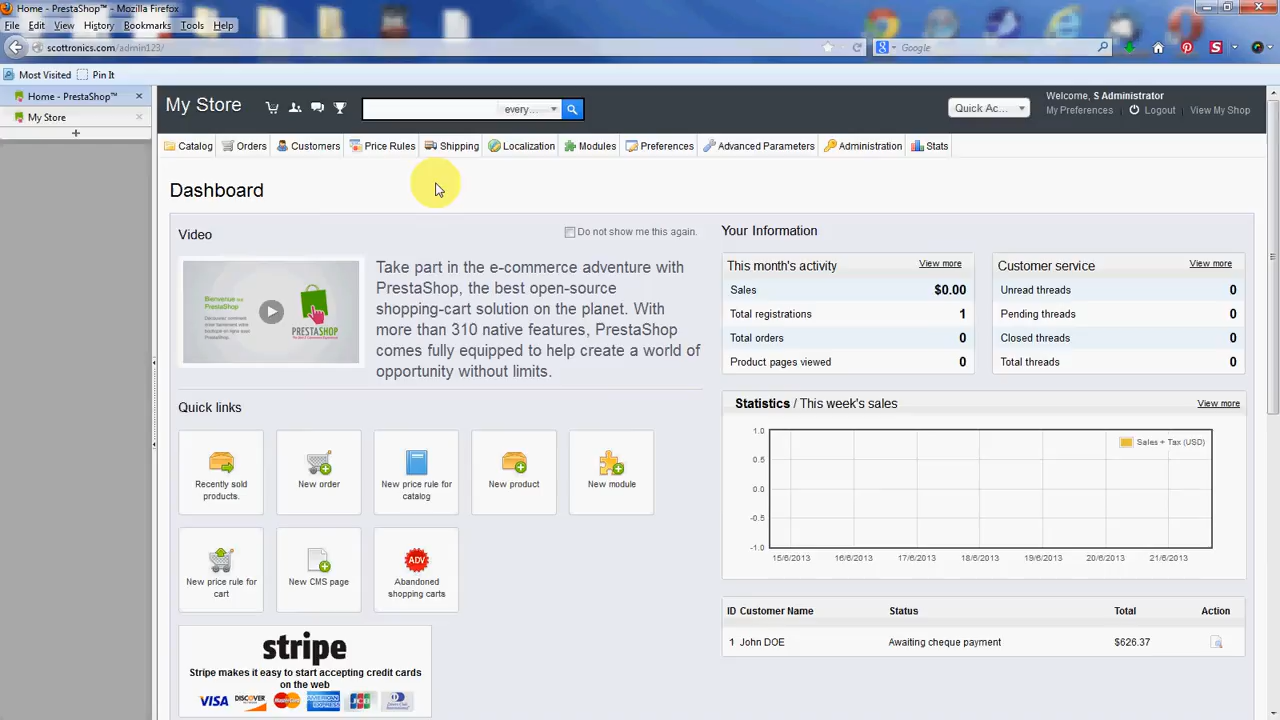 Home - PrestaShop™ - Mozilla Firefox
File Edit View History Bookmarks Tools Help
scottronics.com/admin123/
Google
Most Visited Pin It
Home - PrestaShop™
My Store
My Store
every...
Quick Ac...
Welcome, S Administrator
My Preferences Logout View My Shop
Catalog Orders Customers Price Rules Shipping Localization Modules Preferences Advanced Parameters Administration Stats
Dashboard
Video
Do not show me this again.
Bienvenue sur
PrestaShop
PRESTASHOP
Take part in the e-commerce adventure with
PrestaShop, the best open-source
shopping-cart solution on the planet. With
more than 310 native features, PrestaShop
comes fully equipped to help create a world of
opportunity without limits.
Quick links
Recently sold
products.
New order
New price rule for
catalog
New product
New module
New price rule for
cart
New CMS page
ADV
Abandoned
shopping carts
stripe
Stripe makes it easy to start accepting credit cards
on the web
VISA DISCOVER MasterCard AMERICAN EXPRESS JCB
Your Information
This month's activity View more
Sales $0.00
Total registrations 1
Total orders 0
Product pages viewed 0
Customer service View more
Unread threads 0
Pending threads 0
Closed threads 0
Total threads 0
Statistics / This week's sales View more
Sales + Tax (USD)
1.0
0.5
0.0
-0.5
-1.0
15/6/2013 16/6/2013 17/6/2013 18/6/2013 19/6/2013 20/6/2013 21/6/2013
ID Customer Name Status Total Action
1 John DOE Awaiting cheque payment $626.37